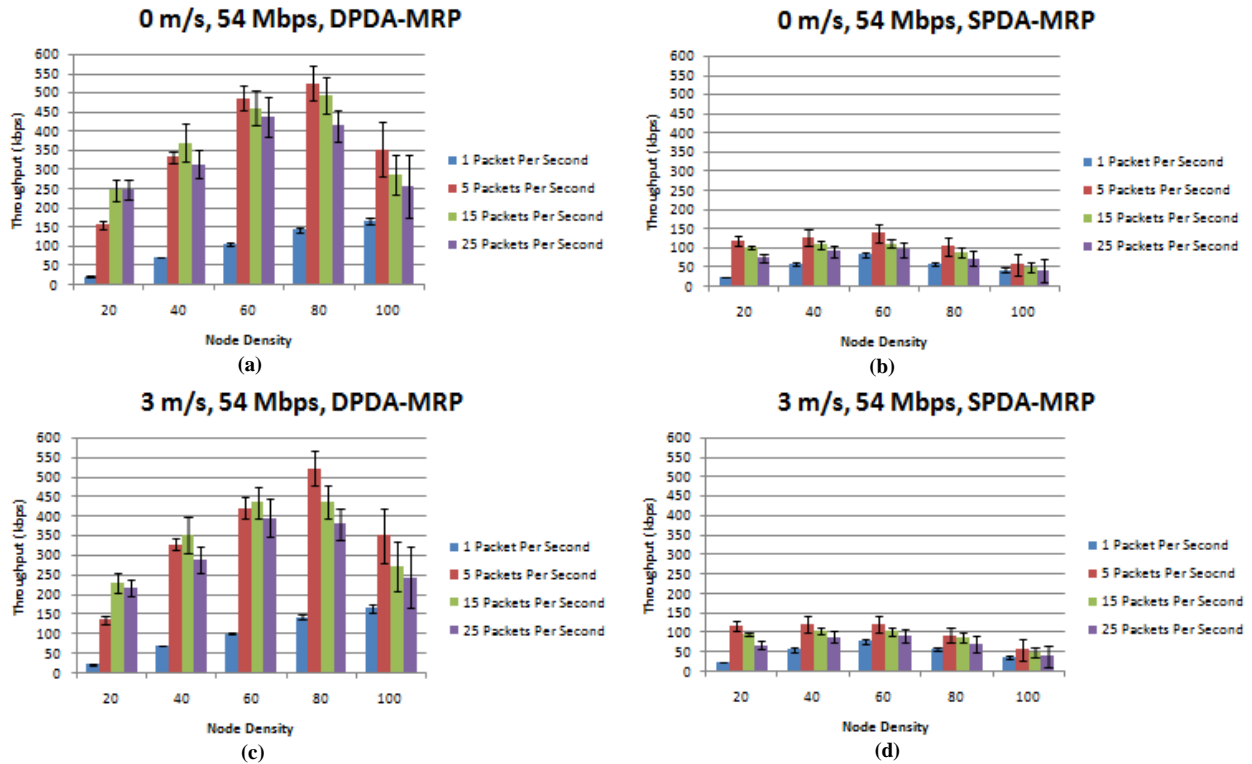 0 m/s, 54 Mbps, DPDA-MRP
600
550
500
450
400
350
300
250
200
150
100
50
0
Throughput (kbps)
20 40 60 80 100
Node Density
1 Packet Per Second
5 Packets Per Second
15 Packets Per Second
25 Packets Per Second
(a)
0 m/s, 54 Mbps, SPDA-MRP
600
550
500
450
400
350
300
250
200
150
100
50
0
Throughput (kbps)
20 40 60 80 100
Node Density
1 Packet Per Second
5 Packets Per Second
15 Packets Per Second
25 Packets Per Second
(b)
3 m/s, 54 Mbps, DPDA-MRP
600
550
500
450
400
350
300
250
200
150
100
50
0
Throughput (kbps)
20 40 60 80 100
Node Density
1 Packet Per Second
5 Packets Per Second
15 Packets Per Second
25 Packets Per Second
(c)
3 m/s, 54 Mbps, SPDA-MRP
600
550
500
450
400
350
300
250
200
150
100
50
0
Throughput (kbps)
20 40 60 80 100
Node Density
1 Packet Per Second
5 Packets Per Seocnd
15 Packets Per Second
25 Packets Per Second
(d)